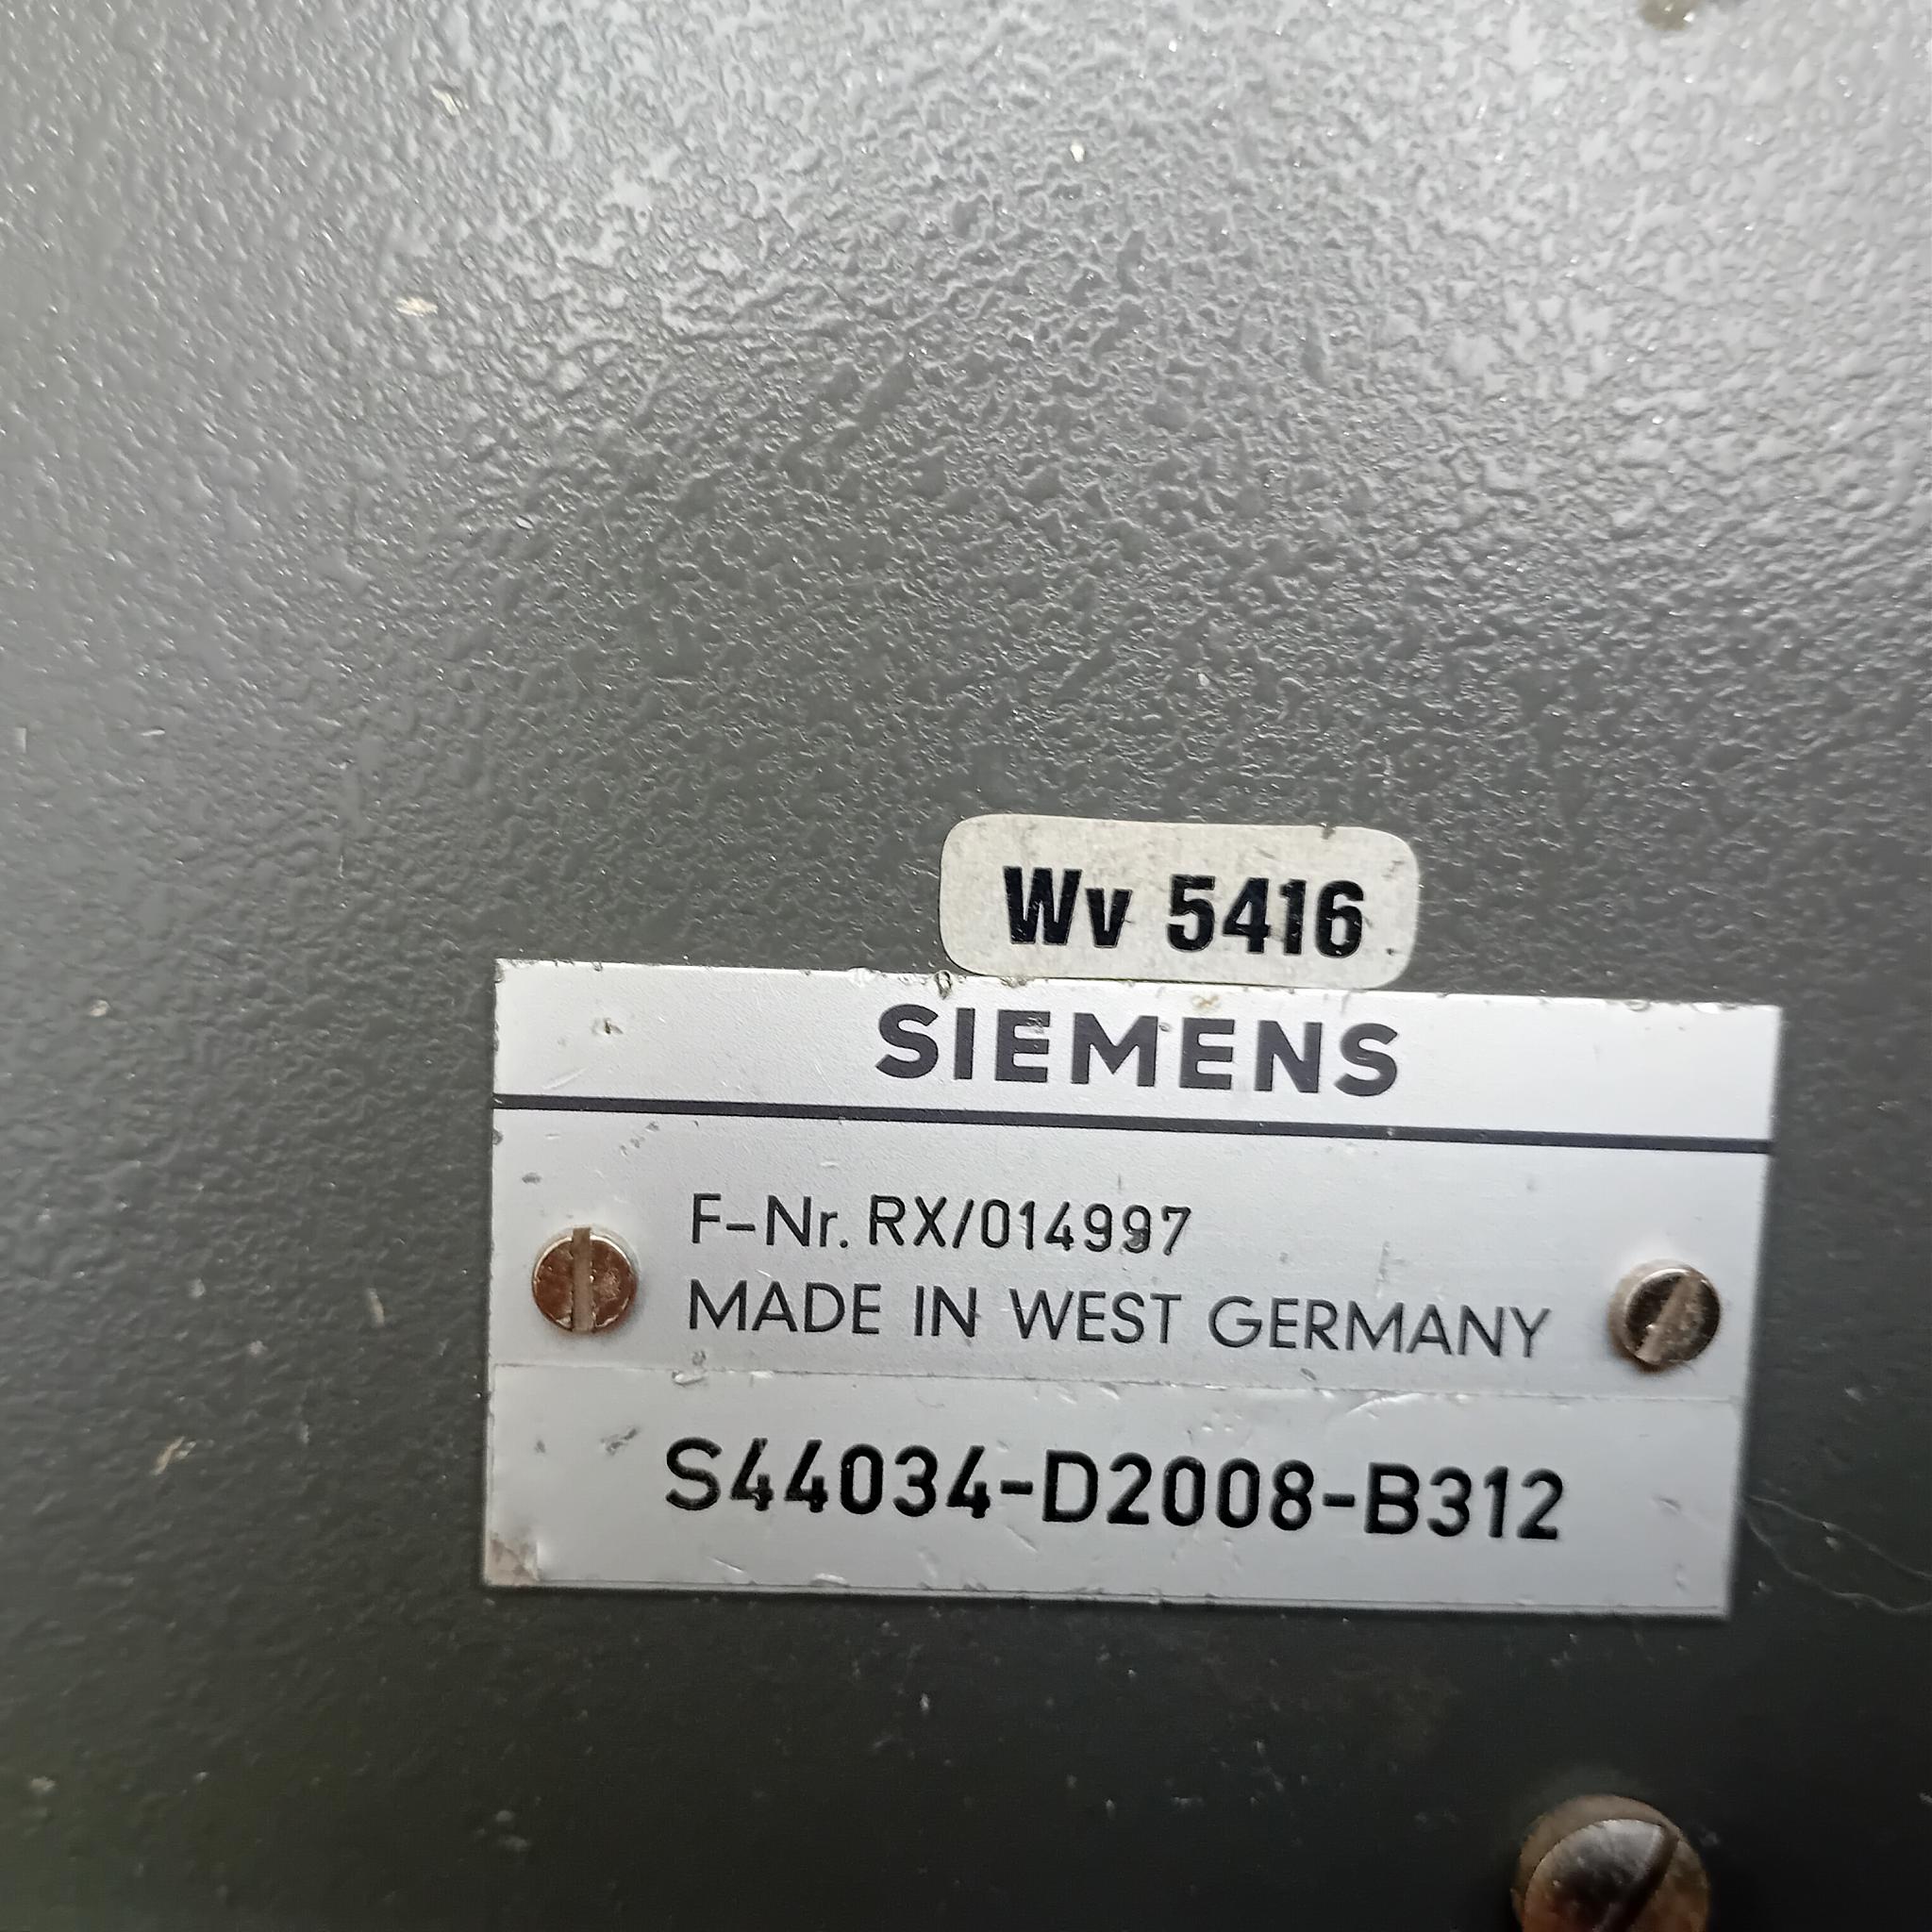 Wv 5416
SIEMENS
F-Nr. RX/014997
MADE IN WEST GERMANY
S44034-D2008-B312